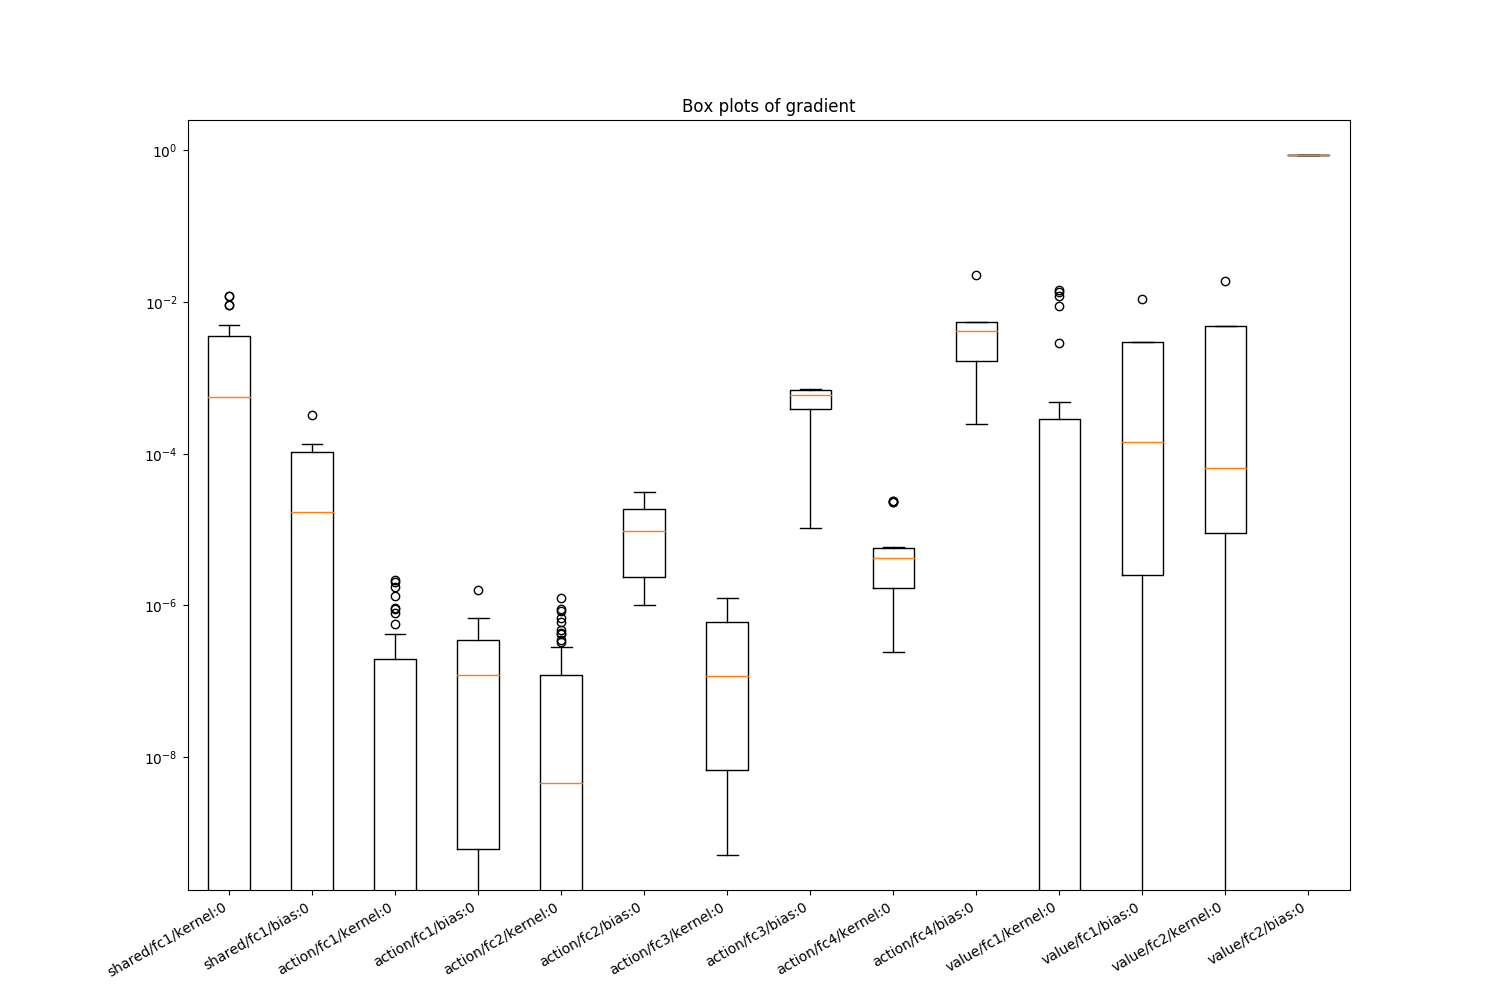 Box plots of gradient
10⁰
10⁻²
10⁻⁴
10⁻⁶
10⁻⁸
shared/fc1/kernel:0
shared/fc1/bias:0
action/fc1/kernel:0
action/fc1/bias:0
action/fc2/kernel:0
action/fc2/bias:0
action/fc3/kernel:0
action/fc3/bias:0
action/fc4/kernel:0
action/fc4/bias:0
value/fc1/kernel:0
value/fc1/bias:0
value/fc2/kernel:0
value/fc2/bias:0